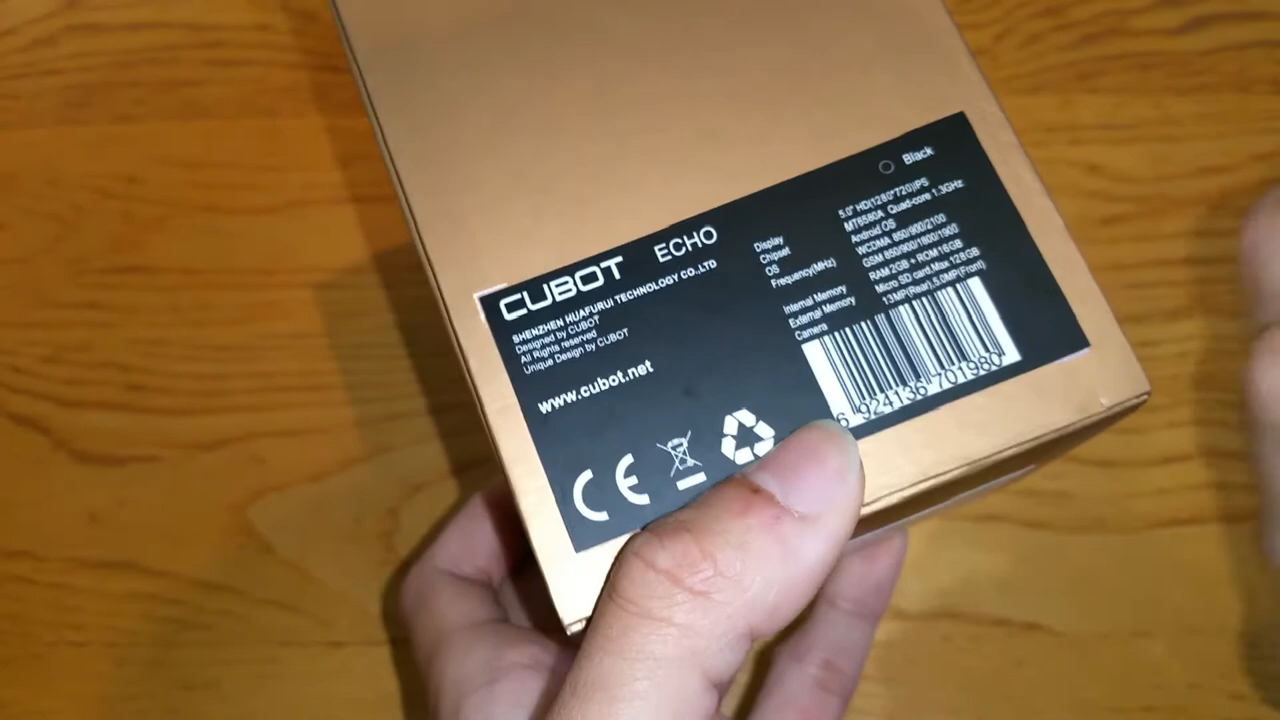 Black
CUBOT ECHO
SHENZHEN HUAFURUI TECHNOLOGY CO.,LTD
Designed by CUBOT
All Rights reserved
Unique Design by CUBOT
www.cubot.net
CE
Display 5.0" HD(1280*720)IPS
Chipset MT6580A Quad-core 1.3GHz
OS Android OS
Frequency(MHz) WCDMA 850/900/2100
GSM 850/900/1800/1900
Internal Memory RAM 2GB + ROM 16GB
External Memory Micro SD card,Max 128GB
Camera 13MP(Rear),5.0MP(Front)
6 924136 701980